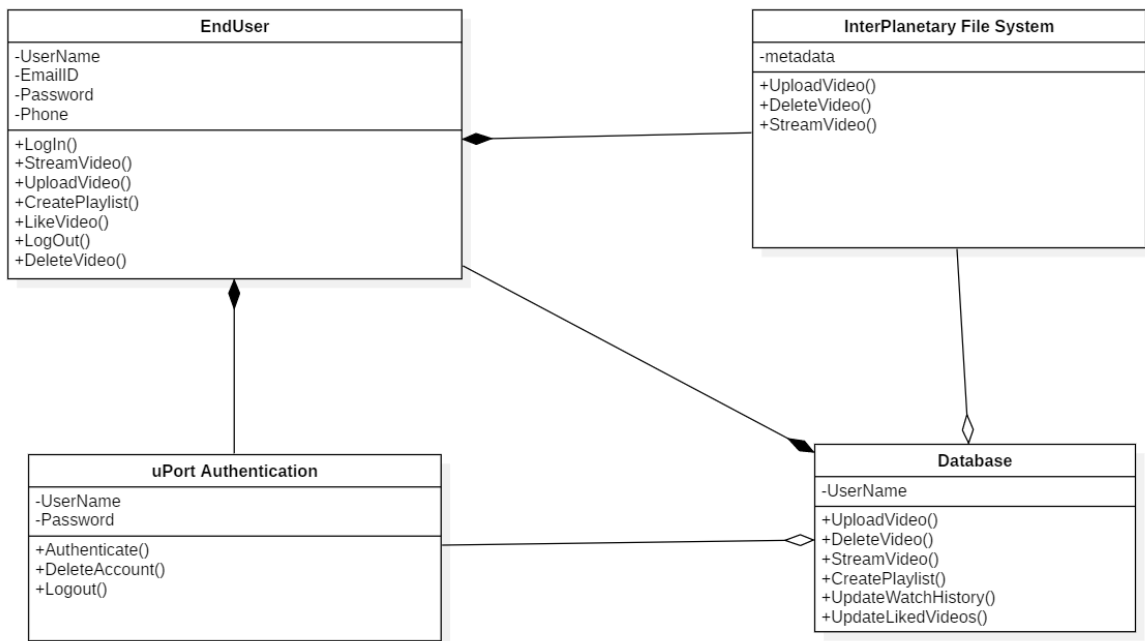 EndUser
-UserName
-EmailID
-Password
-Phone
+LogIn()
+StreamVideo()
+UploadVideo()
+CreatePlaylist()
+LikeVideo()
+LogOut()
+DeleteVideo()
InterPlanetary File System
-metadata
+UploadVideo()
+DeleteVideo()
+StreamVideo()
uPort Authentication
-UserName
-Password
+Authenticate()
+DeleteAccount()
+Logout()
Database
-UserName
+UploadVideo()
+DeleteVideo()
+StreamVideo()
+CreatePlaylist()
+UpdateWatchHistory()
+UpdateLikedVideos()